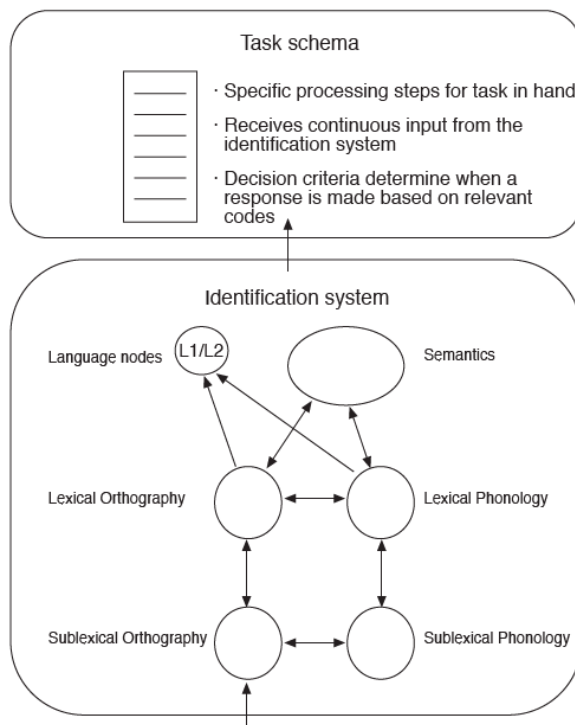 Task schema
· Specific processing steps for task in hand
· Receives continuous input from the
identification system
· Decision criteria determine when a
response is made based on relevant
codes
Identification system
Language nodes
L1/L2
Semantics
Lexical Orthography
Lexical Phonology
Sublexical Orthography
Sublexical Phonology